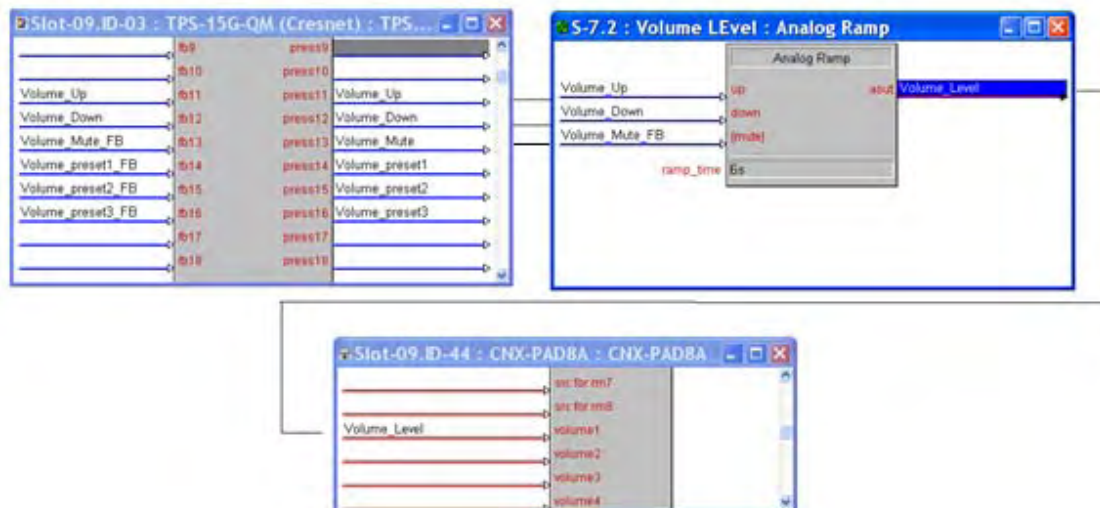 Slot-09.ID-03 : TPS-15G-QM (Cresnet) : TPS...
fb9 press9
fb10 press10
Volume_Up fb11 press11 Volume_Up
Volume_Down fb12 press12 Volume_Down
Volume_Mute_FB fb13 press13 Volume_Mute
Volume_preset1_FB fb14 press14 Volume_preset1
Volume_preset2_FB fb15 press15 Volume_preset2
Volume_preset3_FB fb16 press16 Volume_preset3
fb17 press17
fb18 press18
S-7.2 : Volume LEvel : Analog Ramp
Analog Ramp
Volume_Up up aout Volume_Level
Volume_Down down
Volume_Mute_FB [mute]
ramp_time 6s
Slot-09.ID-44 : CNX-PAD8A : CNX-PAD8A
src for rm7
src for rm8
Volume_Level volume1
volume2
volume3
volume4